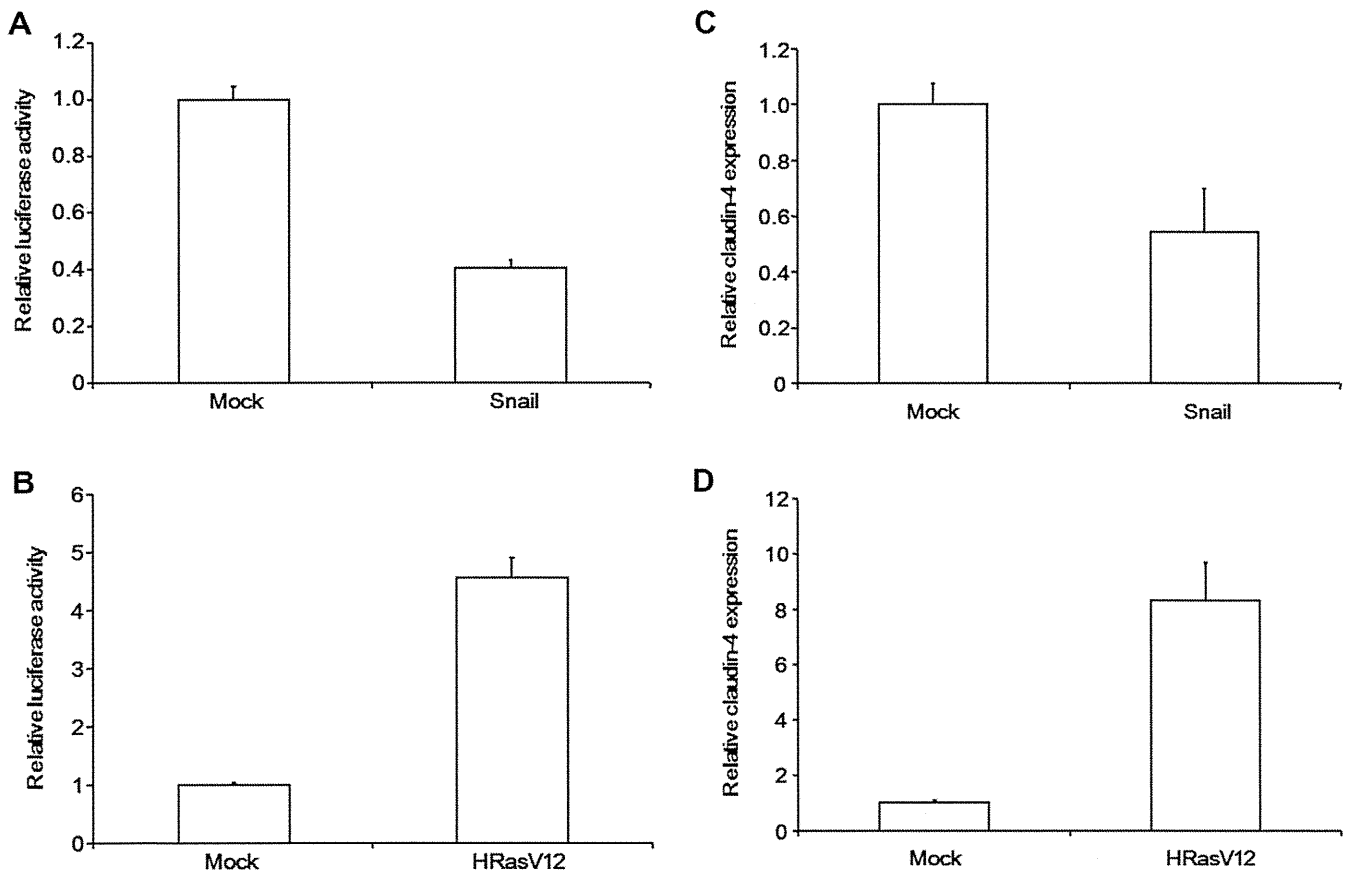 A
Relative luciferase activity
1.2
1.0
0.8
0.6
0.4
0.2
0
Mock
Snail
C
Relative claudin-4 expression
1.2
1.0
0.8
0.6
0.4
0.2
0
Mock
Snail
B
Relative luciferase activity
6
5
4
3
2
1
0
Mock
HRasV12
D
Relative claudin-4 expression
12
10
8
6
4
2
0
Mock
HRasV12